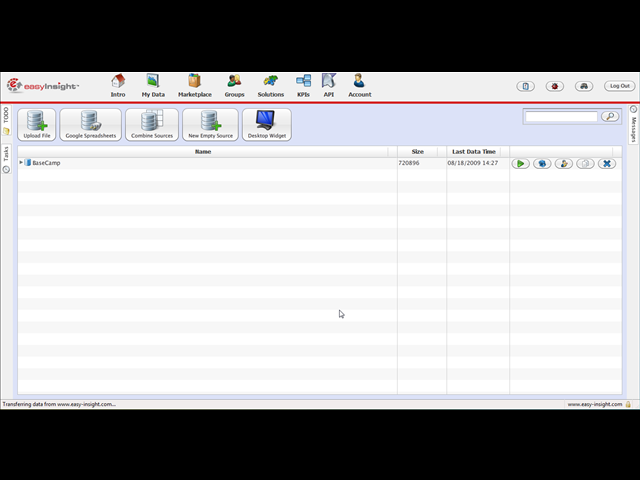 easyinsight™
Intro My Data Marketplace Groups Solutions KPIs API Account Log Out
TODO
Tasks
Upload File Google Spreadsheets Combine Sources New Empty Source Desktop Widget
Messages
Name Size Last Data Time
BaseCamp 720896 08/18/2009 14:27
Transferring data from www.easy-insight.com... www.easy-insight.com